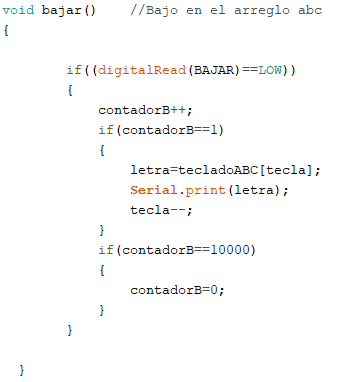 void bajar()    //Bajo en el arreglo abc
{
        if((digitalRead(BAJAR)==LOW))
        {
            contadorB++;
            if(contadorB==1)
            {
                letra=tecladoABC[tecla];
                Serial.print(letra);
                tecla--;
            }
            if(contadorB==10000)
            {
                contadorB=0;
            }
        }
  }